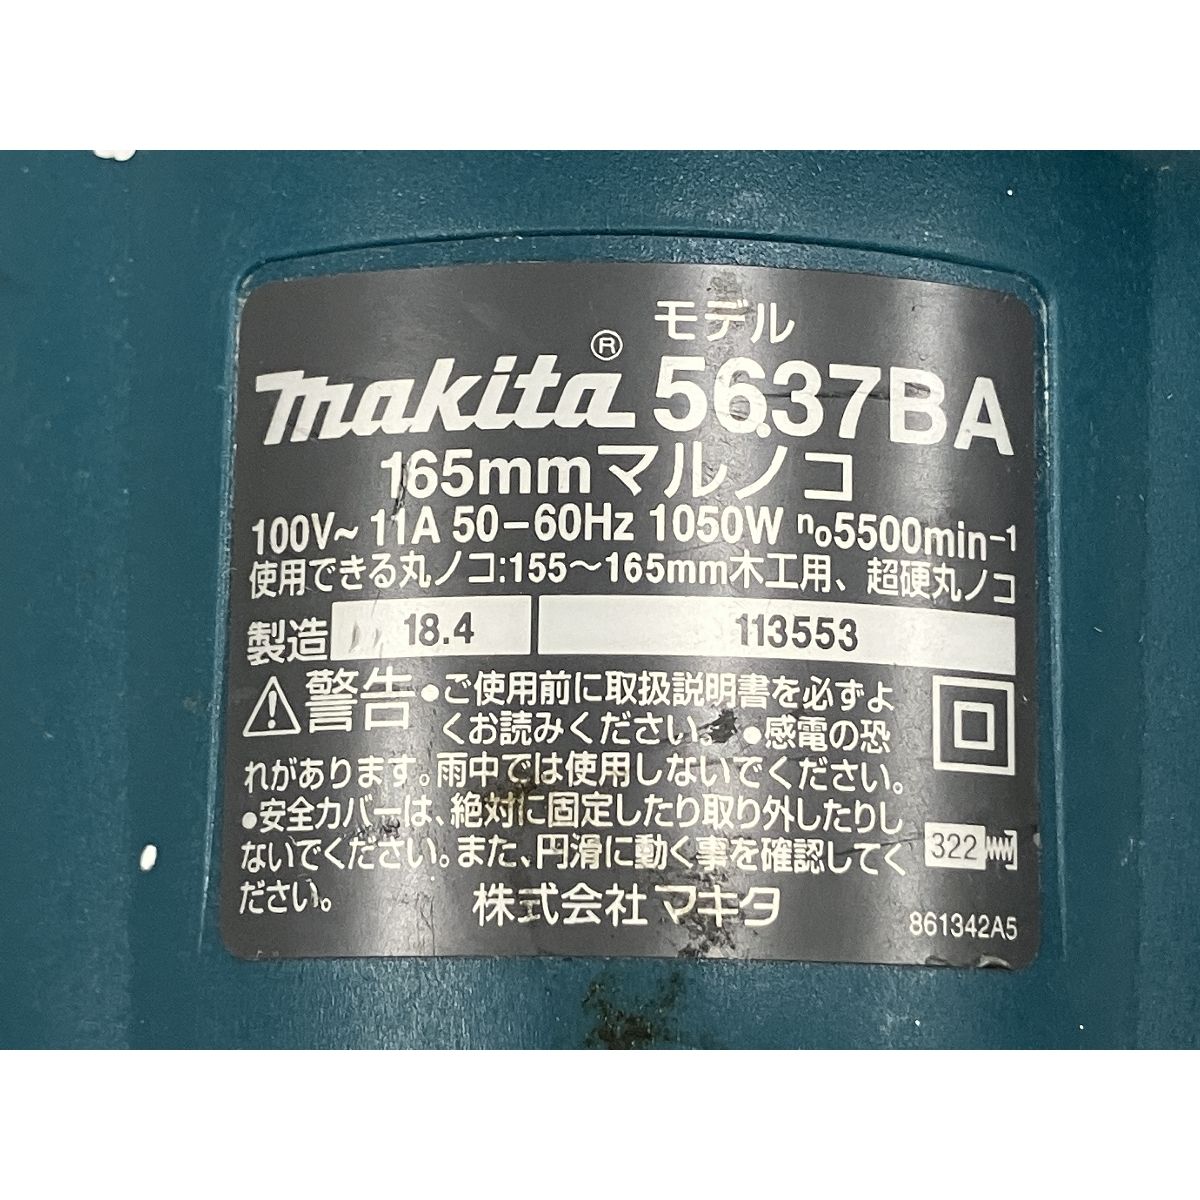 モデル
makita® 5637BA
165mmマルノコ
100V~ 11A 50-60Hz 1050W n₀5500min-1
使用できる丸ノコ:155～165mm木工用、超硬丸ノコ
製造 18.4 113553
⚠警告 ●ご使用前に取扱説明書を必ずよ
くお読みください。 ●感電の恐
れがあります。雨中では使用しないでください。
●安全カバーは、絶対に固定したり取り外したりし
ないでください。また、円滑に動く事を確認してく
ださい。
322
株式会社 マキタ
861342A5